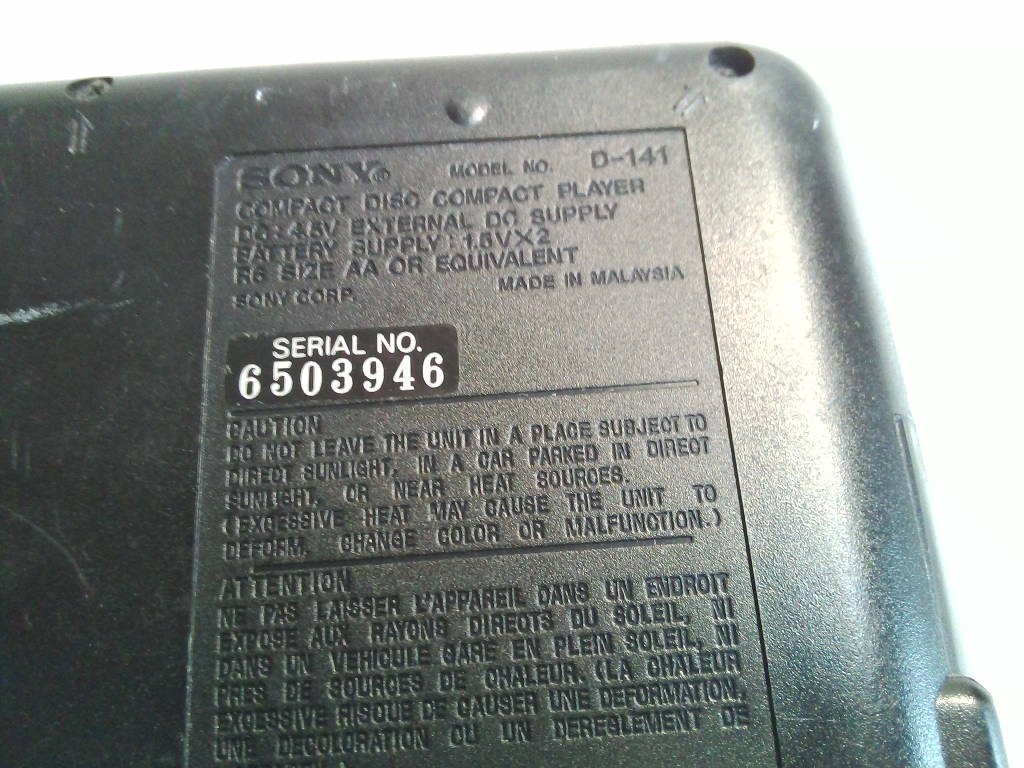 SONY® MODEL NO. D-141
COMPACT DISC COMPACT PLAYER
DC: 4.5V EXTERNAL DC SUPPLY
BATTERY SUPPLY: 1.5V×2
R6 SIZE AA OR EQUIVALENT
SONY CORP. MADE IN MALAYSIA
SERIAL NO.
6503946
CAUTION
DO NOT LEAVE THE UNIT IN A PLACE SUBJECT TO
DIRECT SUNLIGHT, IN A CAR PARKED IN DIRECT
SUNLIGHT, OR NEAR HEAT SOURCES.
(EXCESSIVE HEAT MAY CAUSE THE UNIT TO
DEFORM, CHANGE COLOR OR MALFUNCTION.)
ATTENTION
NE PAS LAISSER L'APPAREIL DANS UN ENDROIT
EXPOSE AUX RAYONS DIRECTS DU SOLEIL, NI
DANS UN VEHICULE GARE EN PLEIN SOLEIL, NI
PRES DE SOURCES DE CHALEUR. (LA CHALEUR
EXCESSIVE RISQUE DE CAUSER UNE DEFORMATION,
UNE DECOLORATION OU UN DEREGLEMENT DE